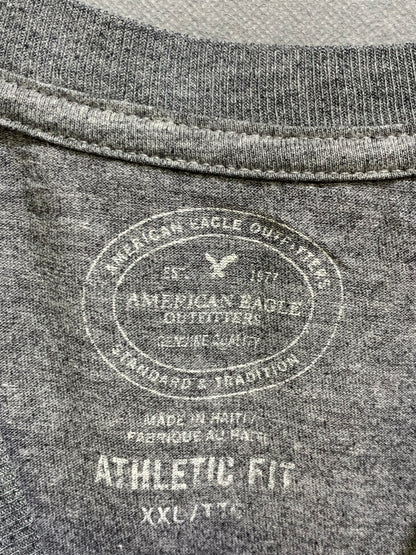 AMERICAN EAGLE OUTFITTERS
EST. 1977
AMERICAN EAGLE
OUTFITTERS
GENUINE QUALITY
STANDARD & TRADITION
MADE IN HAITI/
FABRIQUÉ AU HAITI
ATHLETIC FIT
XXL/TTG